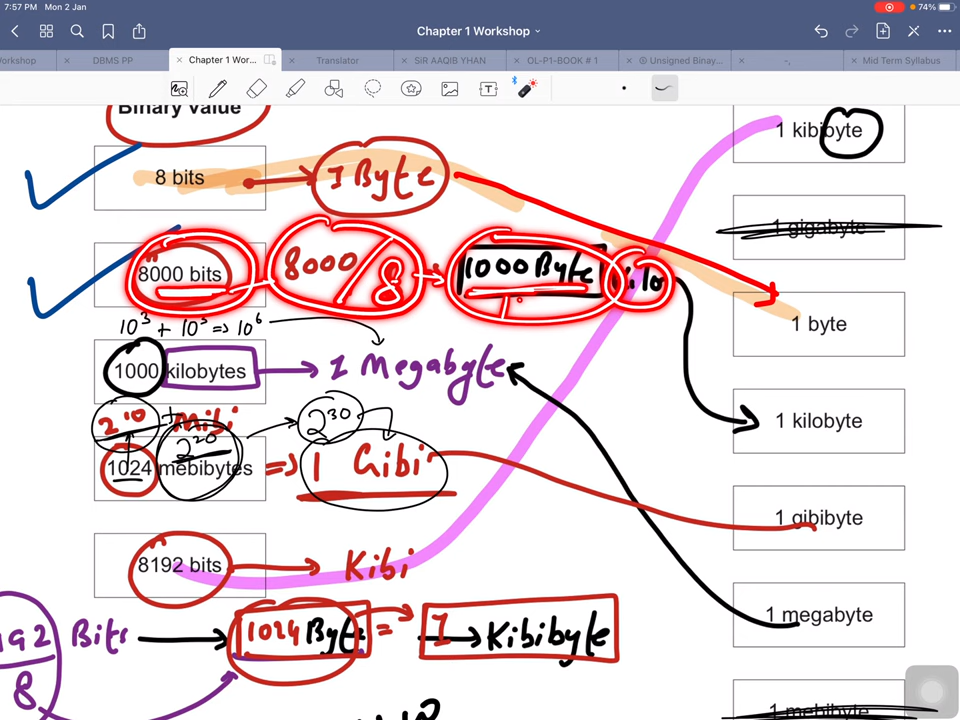 7:57 PM Mon 2 Jan
74%
Chapter 1 Workshop
orkshop
DBMS PP
Chapter 1 Wor...
Translator
SIR AAQIB YHAN
OL-P1-BOOK # 1
Unsigned Binay...
Mid Term Syllabus
Binary value
1 kibibyte
8 bits
1 Byte
1 gigabyte
8000 bits
8000/8
1000Byte
kilo
1 byte
10³ + 10³ => 10⁶
1000 kilobytes
1 Megabyte
1 kilobyte
2¹⁰ + Mibi
2²⁰
2³⁰
1024 mebibytes => 1 Gibi
1 gibibyte
8192 bits
Kibi
1 megabyte
192 Bits
8
1024 Byte = 1
Kibibyte
1 mebibyte